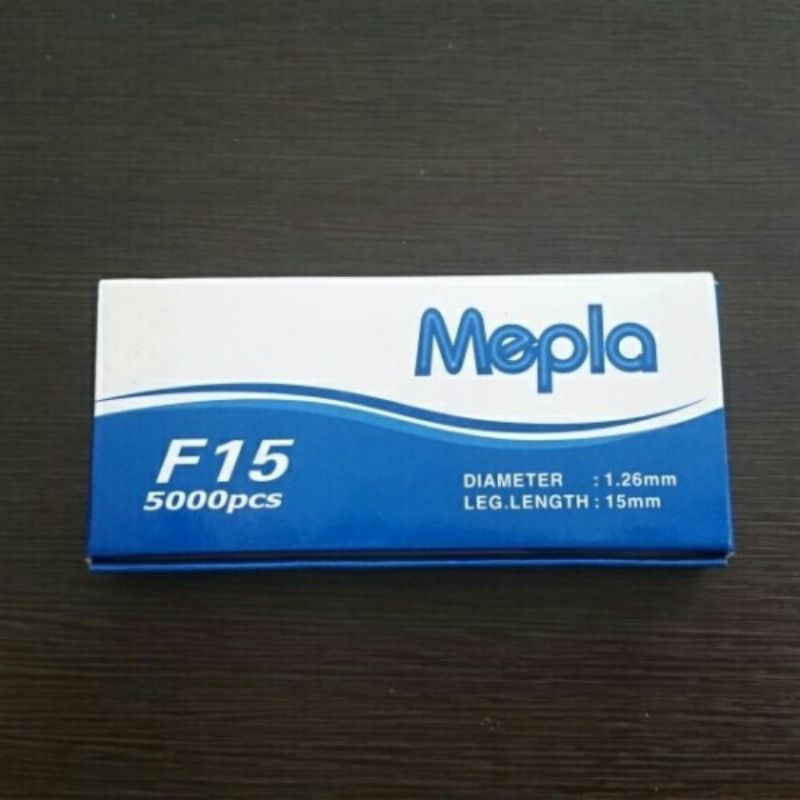 Mepla
F15
5000pcs
DIAMETER : 1.26mm
LEG.LENGTH : 15mm